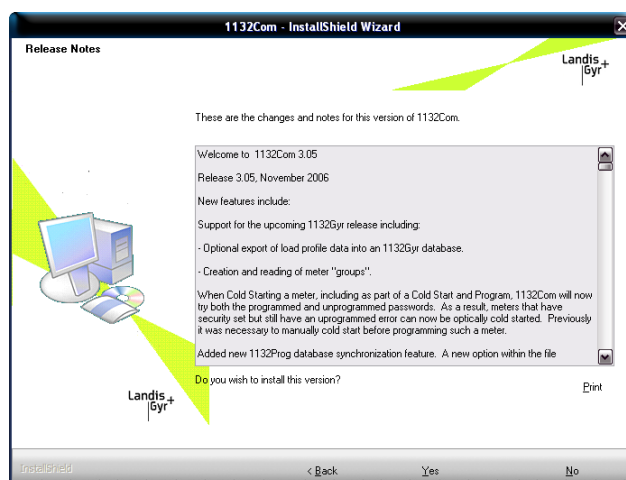 1132Com - InstallShield Wizard
Release Notes
Landis
Gyr+
These are the changes and notes for this version of 1132Com.
Welcome to 1132Com 3.05
Release 3.05, November 2006
New features include:
Support for the upcoming 1132Gyr release including:
- Optional export of load profile data into an 1132Gyr database.
- Creation and reading of meter "groups".
When Cold Starting a meter, including as part of a Cold Start and Program, 1132Com will now
try both the programmed and unprogrammed passwords. As a result, meters that have
security set but still have an uprogrammed error can now be optically cold started. Previously
it was necessary to manually cold start before programming such a meter.
Added new 1132Prog database synchronization feature. A new option within the file
Do you wish to install this version?
Print
Landis
Gyr+
InstallShield
< Back
Yes
No